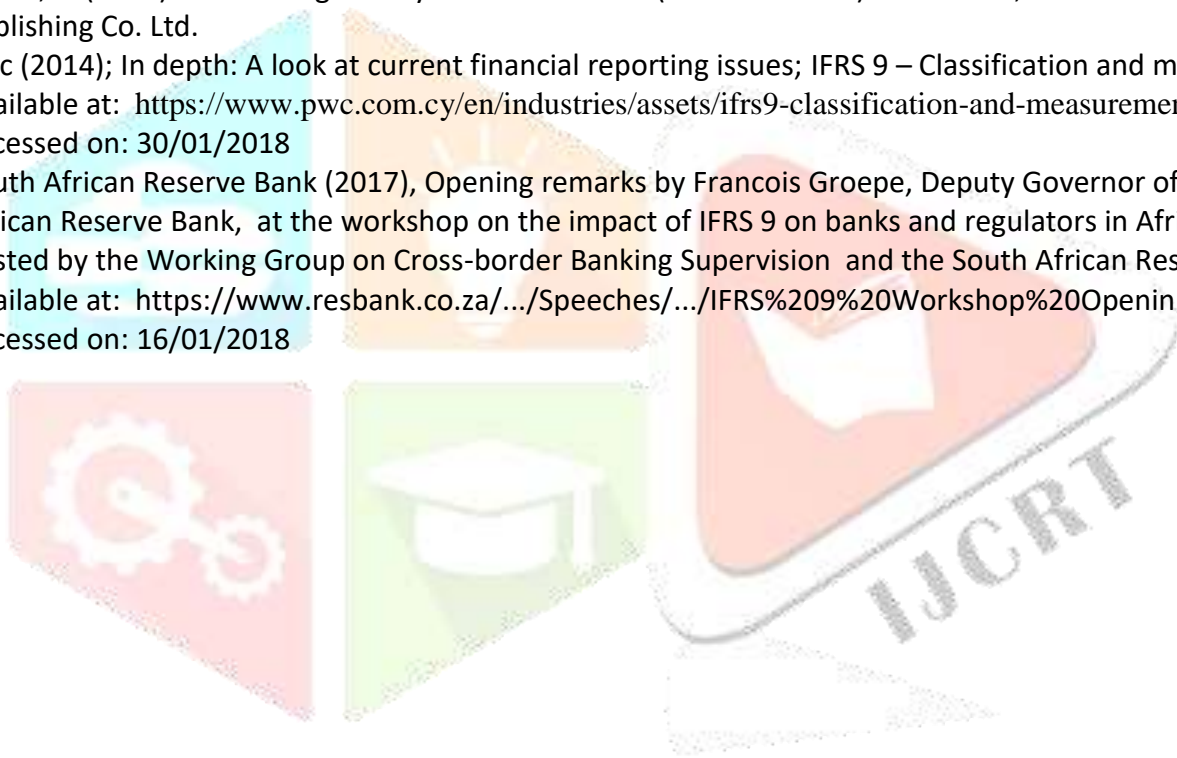 blishing Co. Ltd.
c (2014); In depth: A look at current financial reporting issues; IFRS 9 – Classification and m
ailable at: https://www.pwc.com.cy/en/industries/assets/ifrs9-classification-and-measureme
cessed on: 30/01/2018
uth African Reserve Bank (2017), Opening remarks by Francois Groepe, Deputy Governor of
ican Reserve Bank, at the workshop on the impact of IFRS 9 on banks and regulators in Afri
sted by the Working Group on Cross-border Banking Supervision and the South African Res
ailable at: https://www.resbank.co.za/.../Speeches/.../IFRS%209%20Workshop%20Openin
cessed on: 16/01/2018
IJCRT